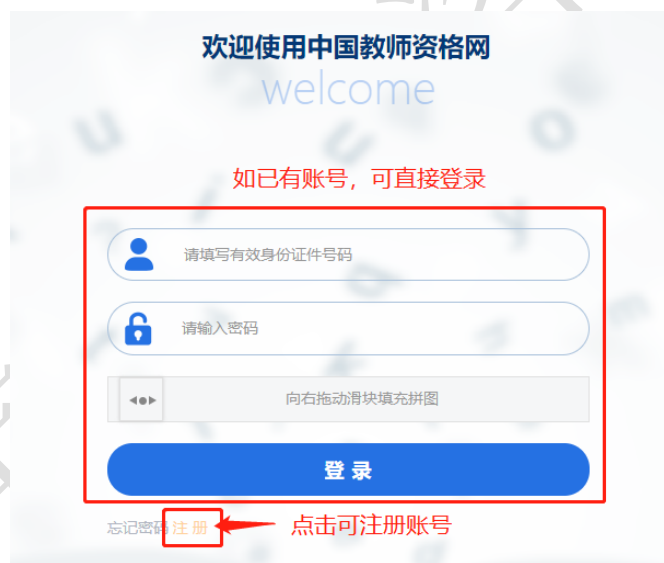 欢迎使用中国教师资格网
welcome
如已有账号，可直接登录
请填写有效身份证件号码
请输入密码
向右拖动滑块填充拼图
登 录
忘记密码 注 册 点击可注册账号